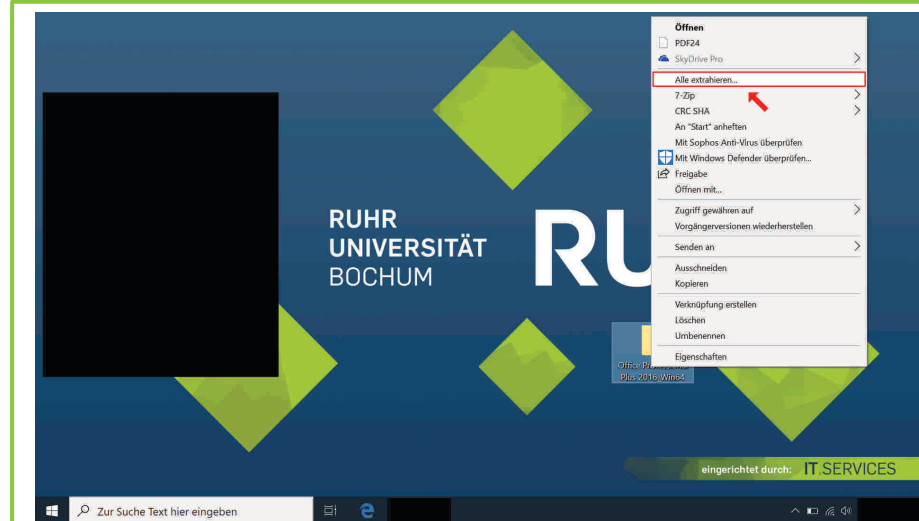 Öffnen
PDF24
SkyDrive Pro
Alle extrahieren...
7-Zip
CRC SHA
An "Start" anheften
Mit Sophos Anti-Virus überprüfen
Mit Windows Defender überprüfen...
Freigabe
Öffnen mit...
Zugriff gewähren auf
Vorgängerversionen wiederherstellen
Senden an
Ausschneiden
Kopieren
Verknüpfung erstellen
Löschen
Umbenennen
Eigenschaften
RUHR
UNIVERSITÄT
BOCHUM
RU
Office
Plus 2016_Win64
eingerichtet durch: IT.SERVICES
Zur Suche Text hier eingeben